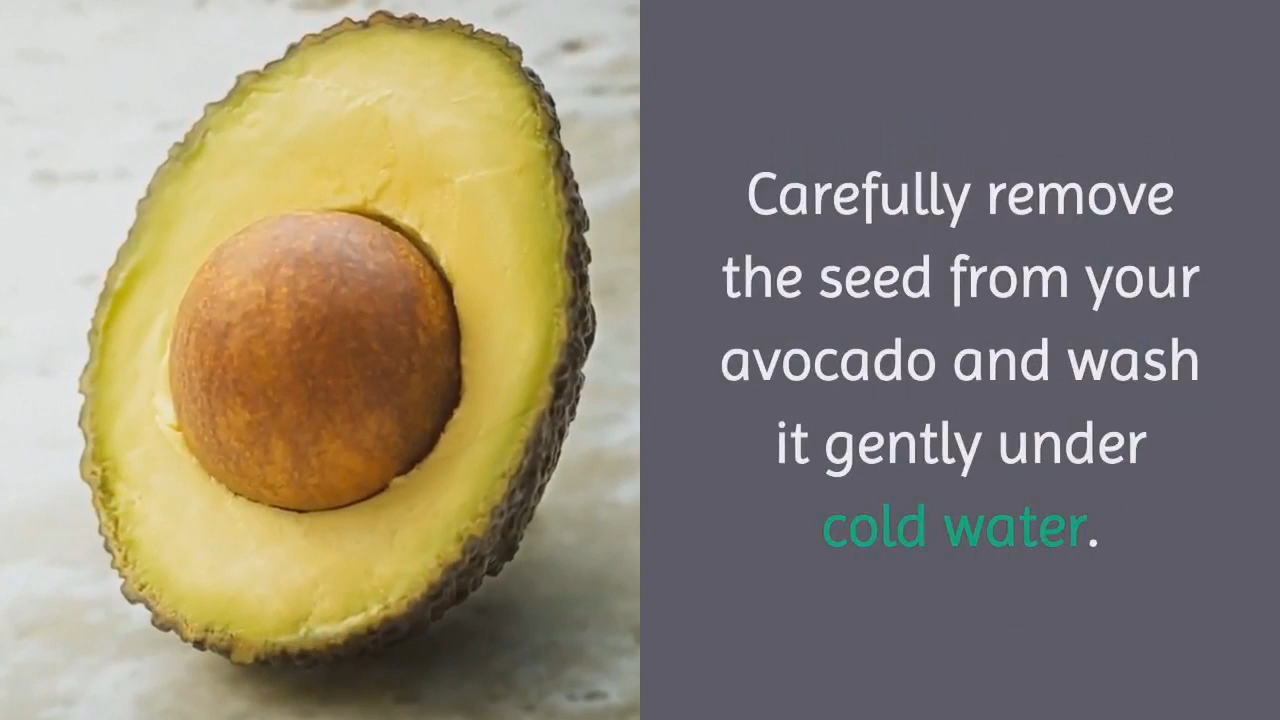 Carefully remove
the seed from your
avocado and wash
it gently under
cold water.